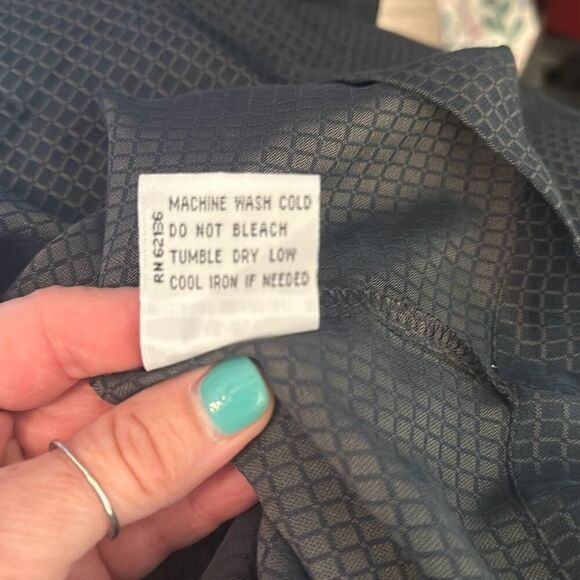 MACHINE WASH COLD
DO NOT BLEACH
TUMBLE DRY LOW
COOL IRON IF NEEDED
RN 62136